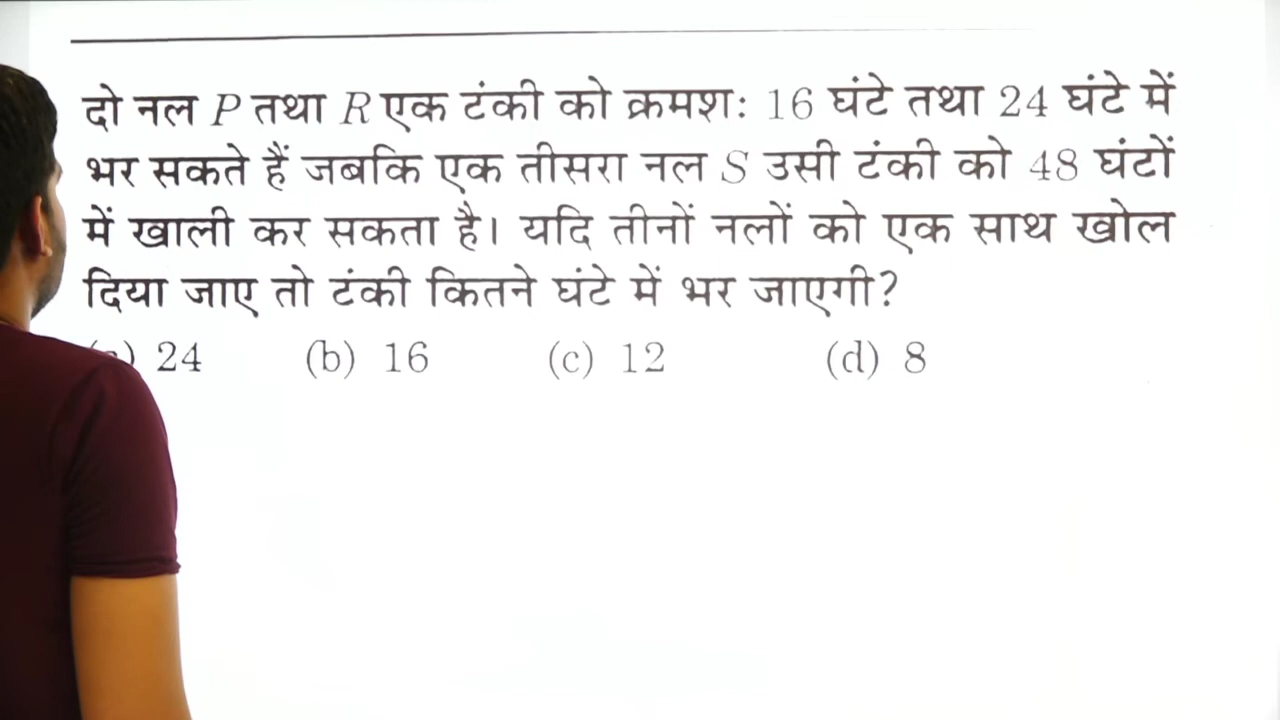 दो नल P तथा R एक टंकी को क्रमश: 16 घंटे तथा 24 घंटे में
भर सकते हैं जबकि एक तीसरा नल S उसी टंकी को 48 घंटों
में खाली कर सकता है। यदि तीनों नलों को एक साथ खोल
दिया जाए तो टंकी कितने घंटे में भर जाएगी?
) 24 (b) 16 (c) 12 (d) 8